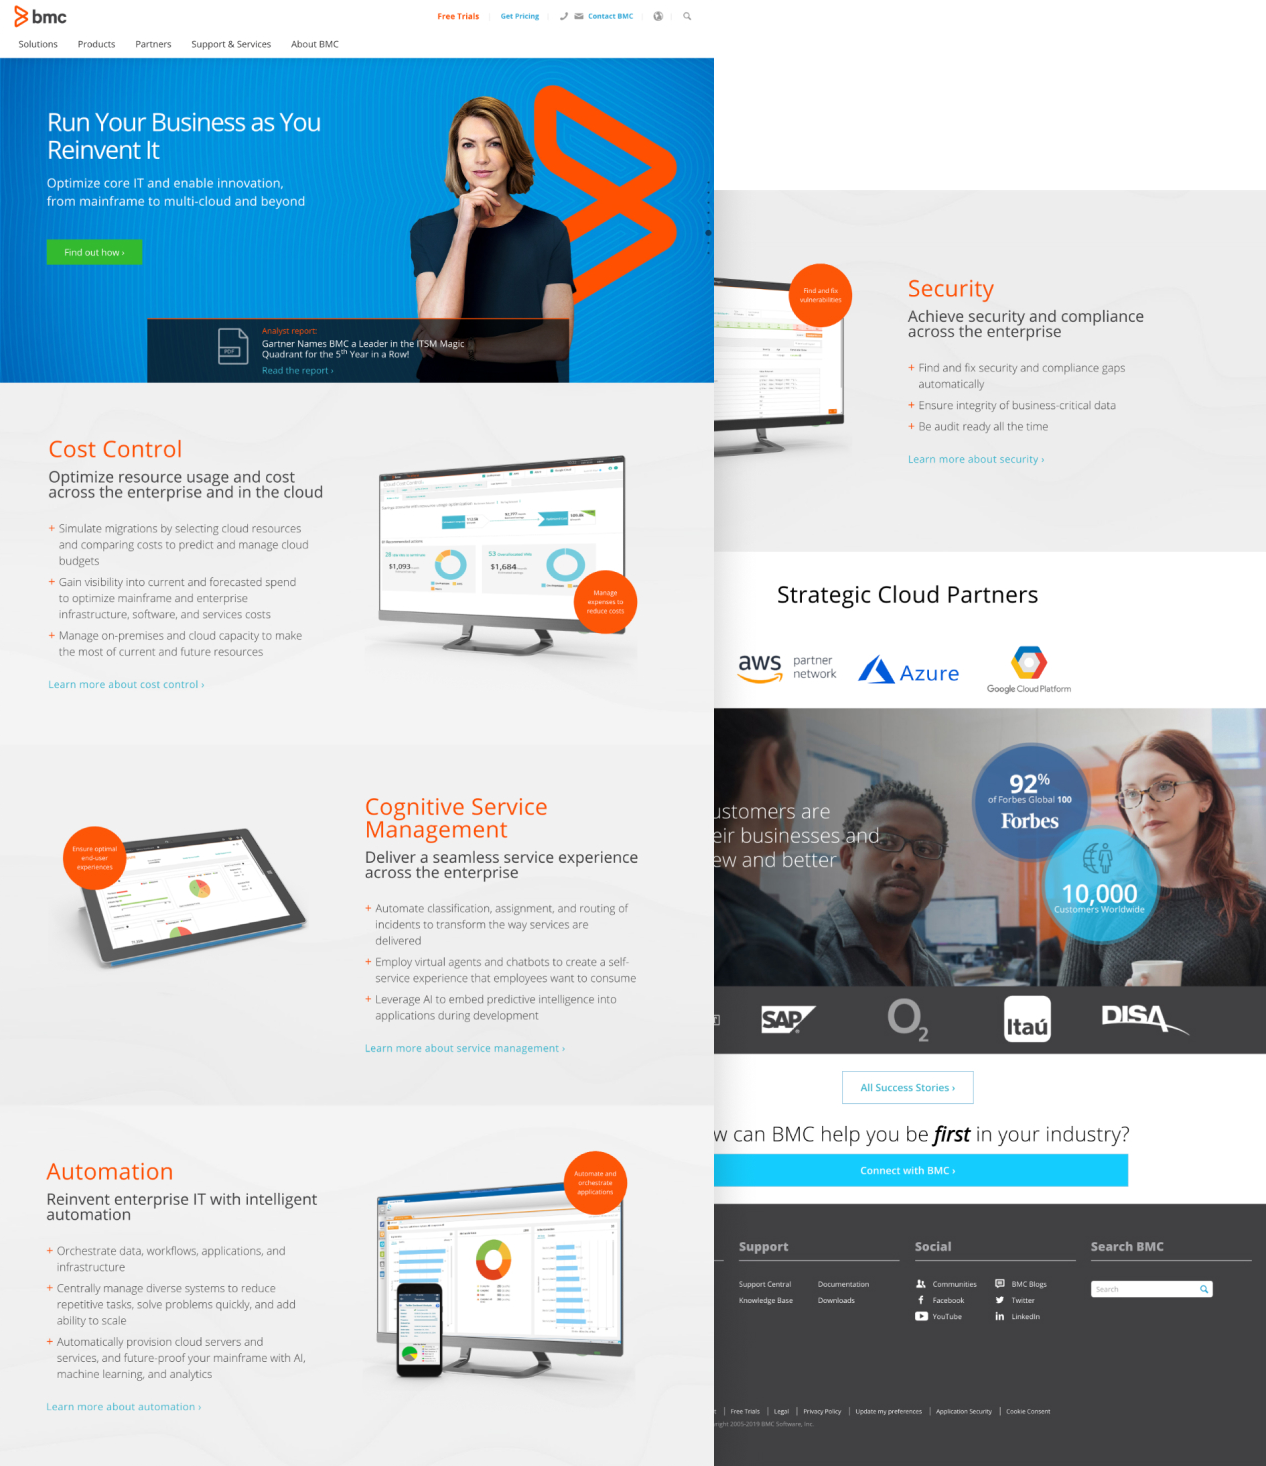 bmc
Free Trials
Get Pricing
Contact BMC
Solutions
Products
Partners
Support & Services
About BMC
Run Your Business as You
Reinvent It
Optimize core IT and enable innovation,
from mainframe to multi-cloud and beyond
Find out how ›
PDF
Analyst report:
Gartner Names BMC a Leader in the ITSM Magic
Quadrant for the 5th Year in a Row!
Read the report ›
Cost Control
Optimize resource usage and cost
across the enterprise and in the cloud
+ Simulate migrations by selecting cloud resources
and comparing costs to predict and manage cloud
budgets
+ Gain visibility into current and forecasted spend
to optimize mainframe and enterprise
infrastructure, software, and services costs
+ Manage on-premises and cloud capacity to make
the most of current and future resources
Learn more about cost control ›
$1,093
$1,684
Manage
expenses to
reduce costs
Ensure optimal
end-user
experiences
Cognitive Service
Management
Deliver a seamless service experience
across the enterprise
+ Automate classification, assignment, and routing of
incidents to transform the way services are
delivered
+ Employ virtual agents and chatbots to create a self-
service experience that employees want to consume
+ Leverage AI to embed predictive intelligence into
applications during development
Learn more about service management ›
Automation
Reinvent enterprise IT with intelligent
automation
+ Orchestrate data, workflows, applications, and
infrastructure
+ Centrally manage diverse systems to reduce
repetitive tasks, solve problems quickly, and add
ability to scale
+ Automatically provision cloud servers and
services, and future-proof your mainframe with AI,
machine learning, and analytics
Learn more about automation ›
Automate and
orchestrate
applications
Find and fix
vulnerabilities
Security
Achieve security and compliance
across the enterprise
+ Find and fix security and compliance gaps
automatically
+ Ensure integrity of business-critical data
+ Be audit ready all the time
Learn more about security ›
Strategic Cloud Partners
aws partner
network
Azure
Google Cloud Platform
ustomers are
eir businesses and
ew and better
92%
of Forbes Global 100
Forbes
10,000
Customers Worldwide
SAP
O2
Itaú
DISA
All Success Stories ›
w can BMC help you be first in your industry?
Connect with BMC ›
Support
Support Central
Documentation
Knowledge Base
Downloads
Social
Communities
BMC Blogs
Facebook
Twitter
YouTube
LinkedIn
Search BMC
Search
Free Trials | Legal | Privacy Policy | Update my preferences | Application Security | Cookie Consent
right 2005-2019 BMC Software, Inc.